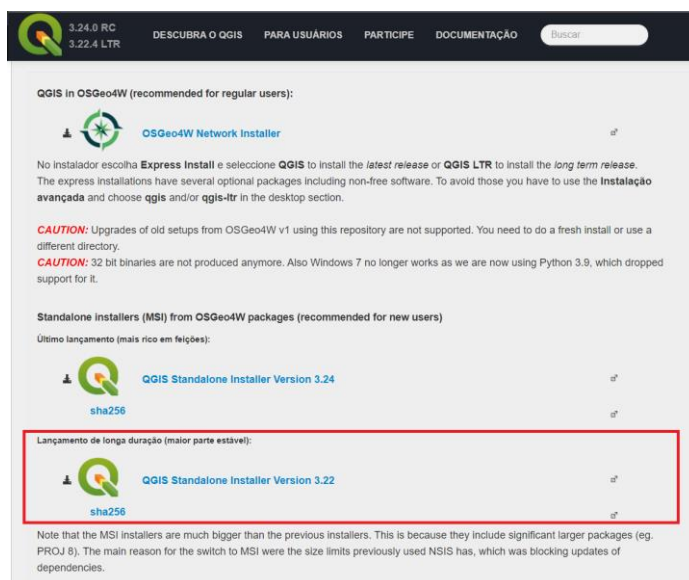 3.24.0 RC
3.22.4 LTR
DESCUBRA O QGIS PARA USUÁRIOS PARTICIPE DOCUMENTAÇÃO Buscar
QGIS in OSGeo4W (recommended for regular users):
OSGeo4W Network Installer
No instalador escolha Express Install e seleccione QGIS to install the latest release or QGIS LTR to install the long term release.
The express installations have several optional packages including non-free software. To avoid those you have to use the Instalação
avançada and choose qgis and/or qgis-ltr in the desktop section.
CAUTION: Upgrades of old setups from OSGeo4W v1 using this repository are not supported. You need to do a fresh install or use a
different directory.
CAUTION: 32 bit binaries are not produced anymore. Also Windows 7 no longer works as we are now using Python 3.9, which dropped
support for it.
Standalone installers (MSI) from OSGeo4W packages (recommended for new users)
Último lançamento (mais rico em feições):
QGIS Standalone Installer Version 3.24
sha256
Lançamento de longa duração (maior parte estável):
QGIS Standalone Installer Version 3.22
sha256
Note that the MSI installers are much bigger than the previous installers. This is because they include significant larger packages (eg.
PROJ 8). The main reason for the switch to MSI were the size limits previously used NSIS has, which was blocking updates of
dependencies.